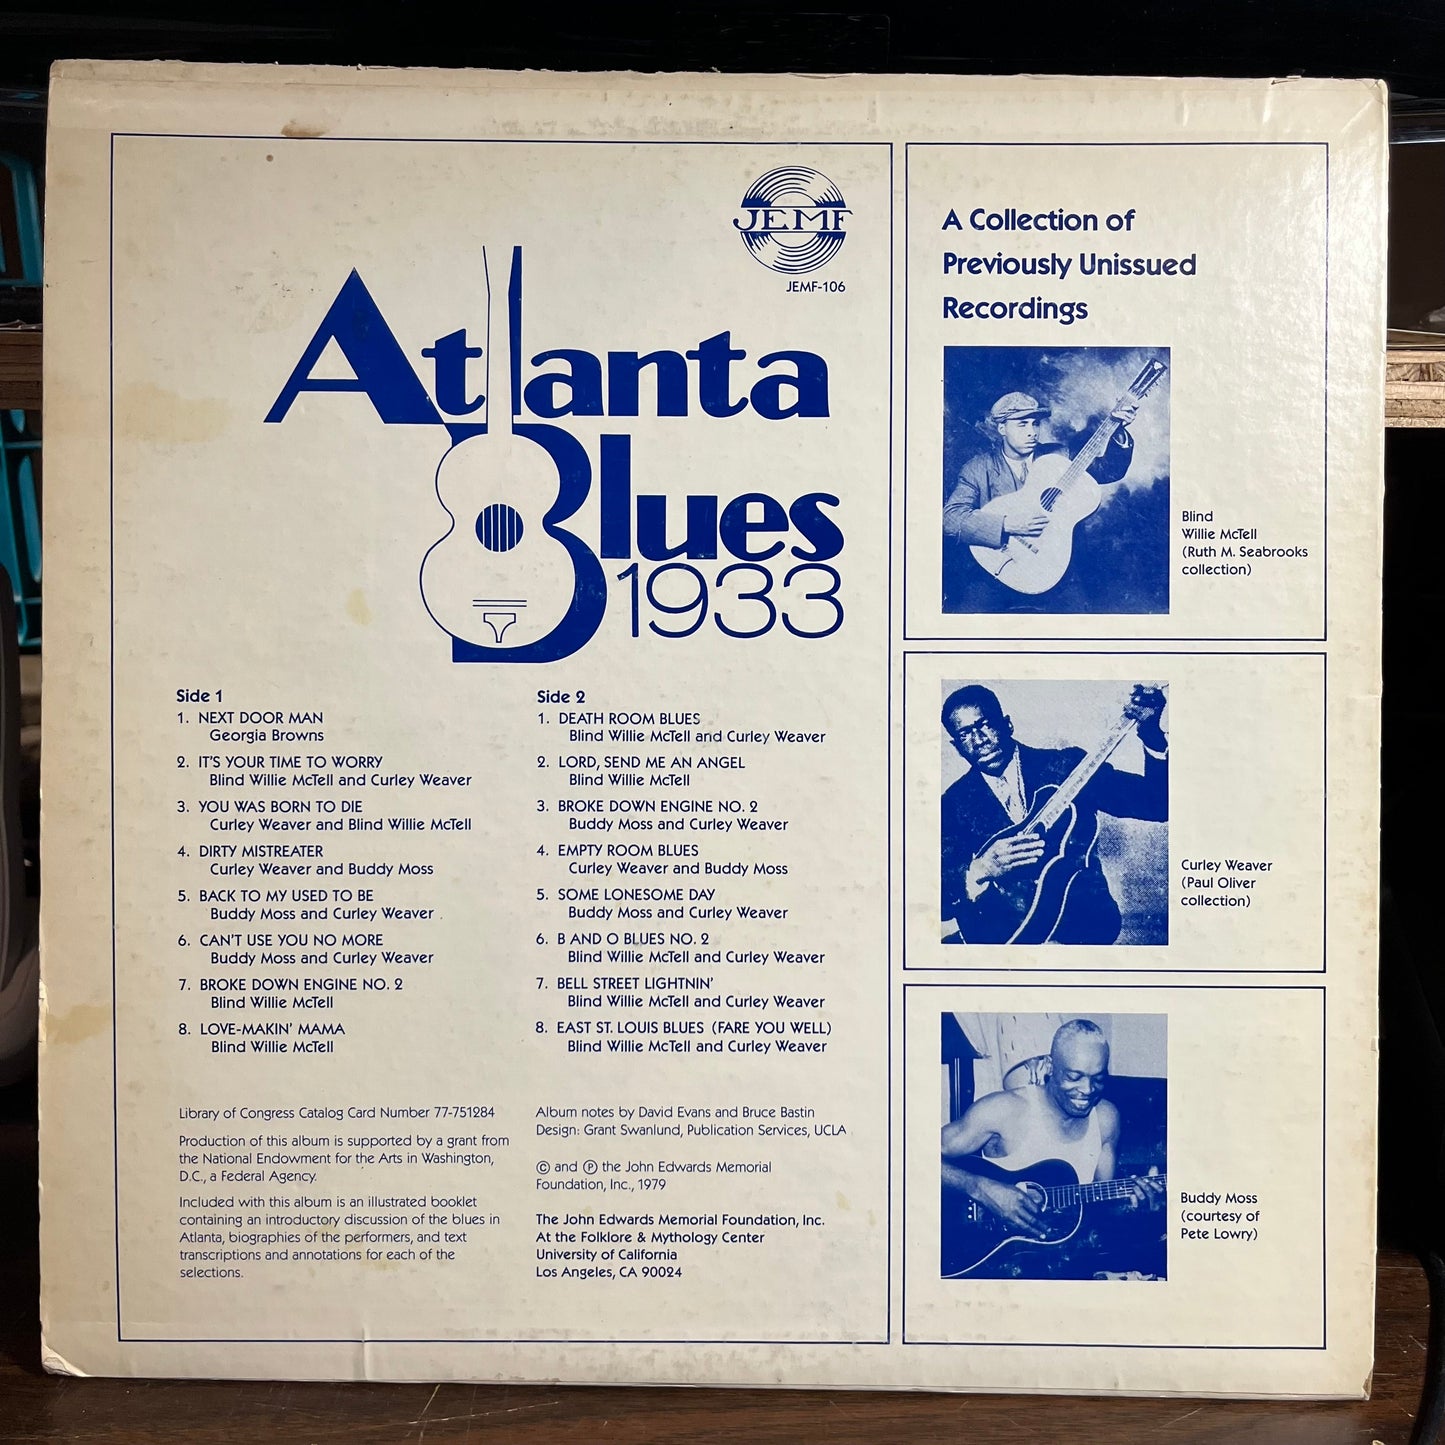 JEMF
JEMF-106
Atlanta
Blues
1933
Side 1
1. NEXT DOOR MAN
Georgia Browns
2. IT'S YOUR TIME TO WORRY
Blind Willie McTell and Curley Weaver
3. YOU WAS BORN TO DIE
Curley Weaver and Blind Willie McTell
4. DIRTY MISTREATER
Curley Weaver and Buddy Moss
5. BACK TO MY USED TO BE
Buddy Moss and Curley Weaver
6. CAN'T USE YOU NO MORE
Buddy Moss and Curley Weaver
7. BROKE DOWN ENGINE NO. 2
Blind Willie McTell
8. LOVE-MAKIN' MAMA
Blind Willie McTell
Side 2
1. DEATH ROOM BLUES
Blind Willie McTell and Curley Weaver
2. LORD, SEND ME AN ANGEL
Blind Willie McTell
3. BROKE DOWN ENGINE NO. 2
Buddy Moss and Curley Weaver
4. EMPTY ROOM BLUES
Curley Weaver and Buddy Moss
5. SOME LONESOME DAY
Buddy Moss and Curley Weaver
6. B AND O BLUES NO. 2
Blind Willie McTell and Curley Weaver
7. BELL STREET LIGHTNIN'
Blind Willie McTell and Curley Weaver
8. EAST ST. LOUIS BLUES (FARE YOU WELL)
Blind Willie McTell and Curley Weaver
Library of Congress Catalog Card Number 77-751284
Production of this album is supported by a grant from
the National Endowment for the Arts in Washington,
D.C., a Federal Agency.
Included with this album is an illustrated booklet
containing an introductory discussion of the blues in
Atlanta, biographies of the performers, and text
transcriptions and annotations for each of the
selections.
Album notes by David Evans and Bruce Bastin
Design: Grant Swanlund, Publication Services, UCLA
© and ℗ the John Edwards Memorial
Foundation, Inc., 1979
The John Edwards Memorial Foundation, Inc.
At the Folklore & Mythology Center
University of California
Los Angeles, CA 90024
A Collection of
Previously Unissued
Recordings
Blind
Willie McTell
(Ruth M. Seabrooks
collection)
Curley Weaver
(Paul Oliver
collection)
Buddy Moss
(courtesy of
Pete Lowry)